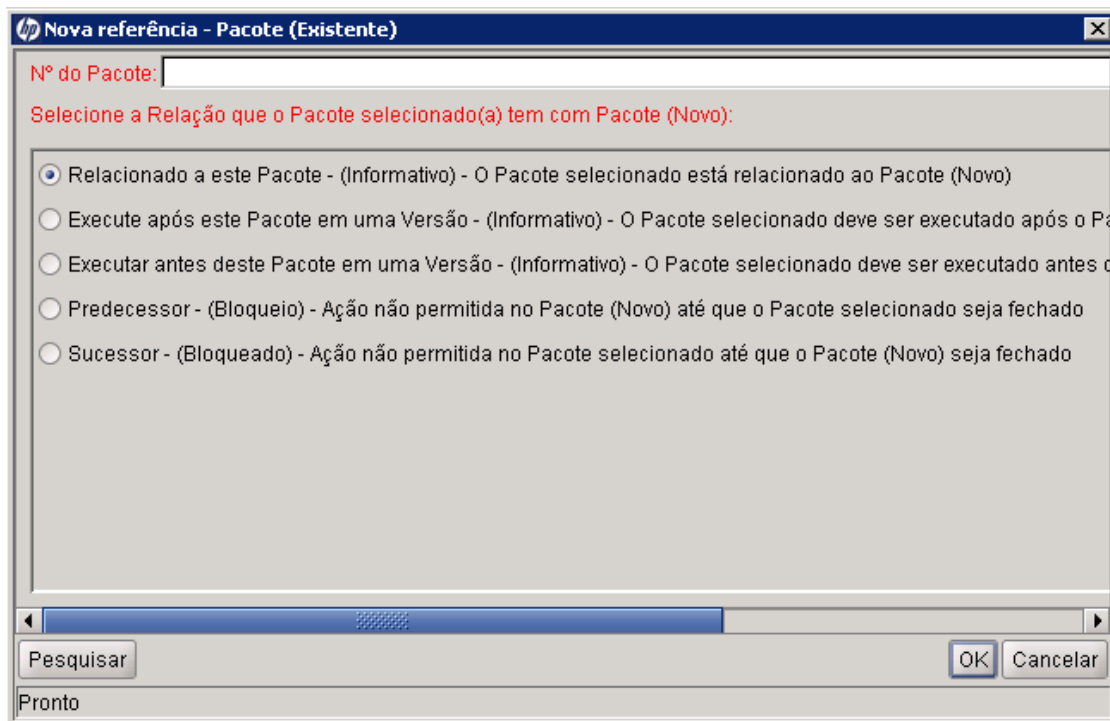 hp Nova referência - Pacote (Existente)
Nº do Pacote:
Selecione a Relação que o Pacote selecionado(a) tem com Pacote (Novo):
Relacionado a este Pacote - (Informativo) - O Pacote selecionado está relacionado ao Pacote (Novo)
Execute após este Pacote em uma Versão - (Informativo) - O Pacote selecionado deve ser executado após o
Executar antes deste Pacote em uma Versão - (Informativo) - O Pacote selecionado deve ser executado antes
Predecessor - (Bloqueio) - Ação não permitida no Pacote (Novo) até que o Pacote selecionado seja fechado
Sucessor - (Bloqueado) - Ação não permitida no Pacote selecionado até que o Pacote (Novo) seja fechado
Pesquisar OK Cancelar
Pronto